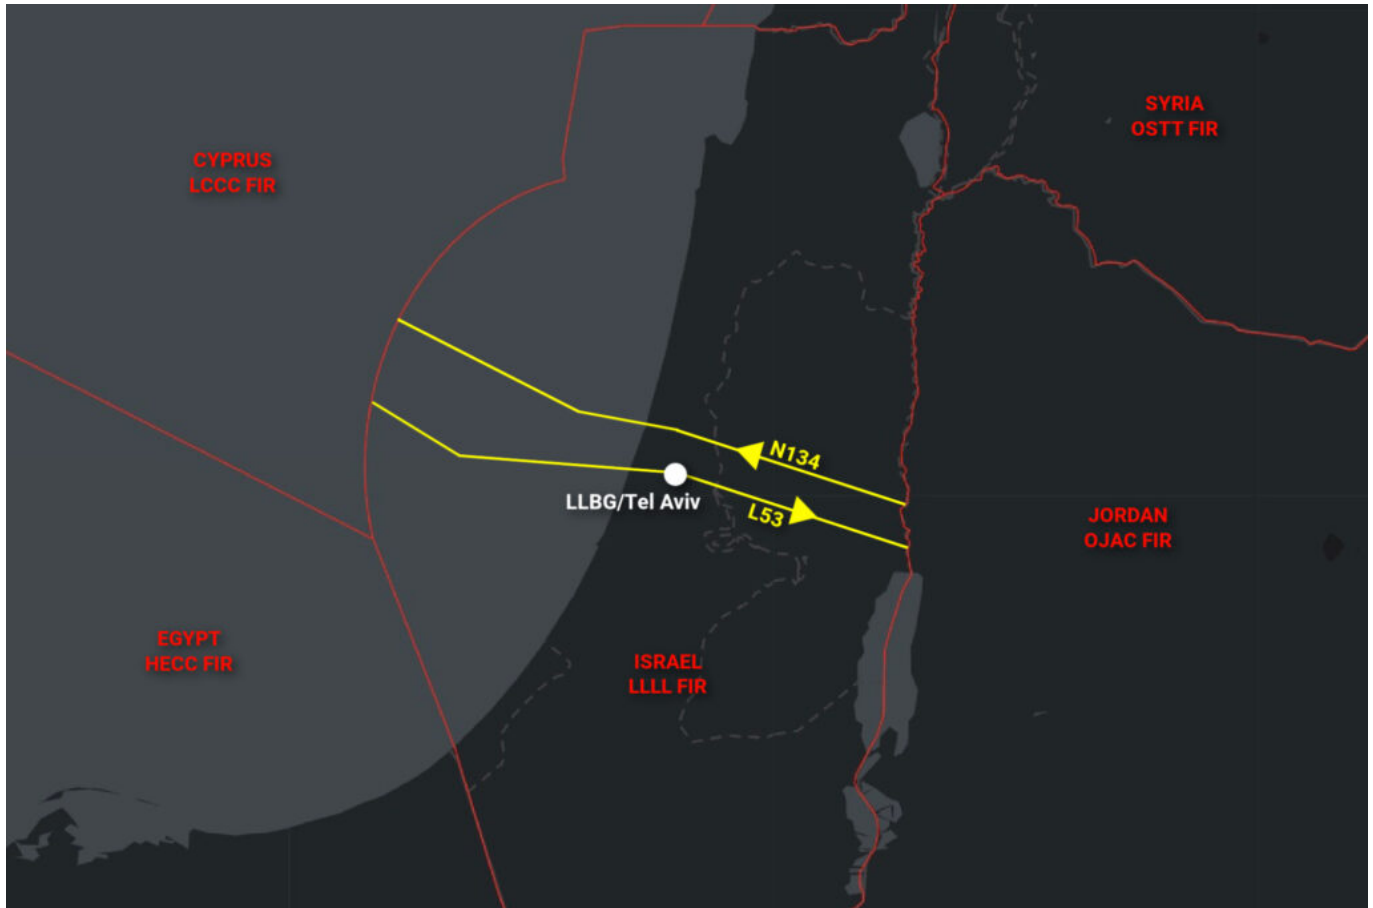 SYRIA
OSTT FIR
CYPRUS
LCCC FIR
N134
LLBG/Tel Aviv
L53
JORDAN
OJAC FIR
EGYPT
HECC FIR
ISRAEL
LLLL FIR